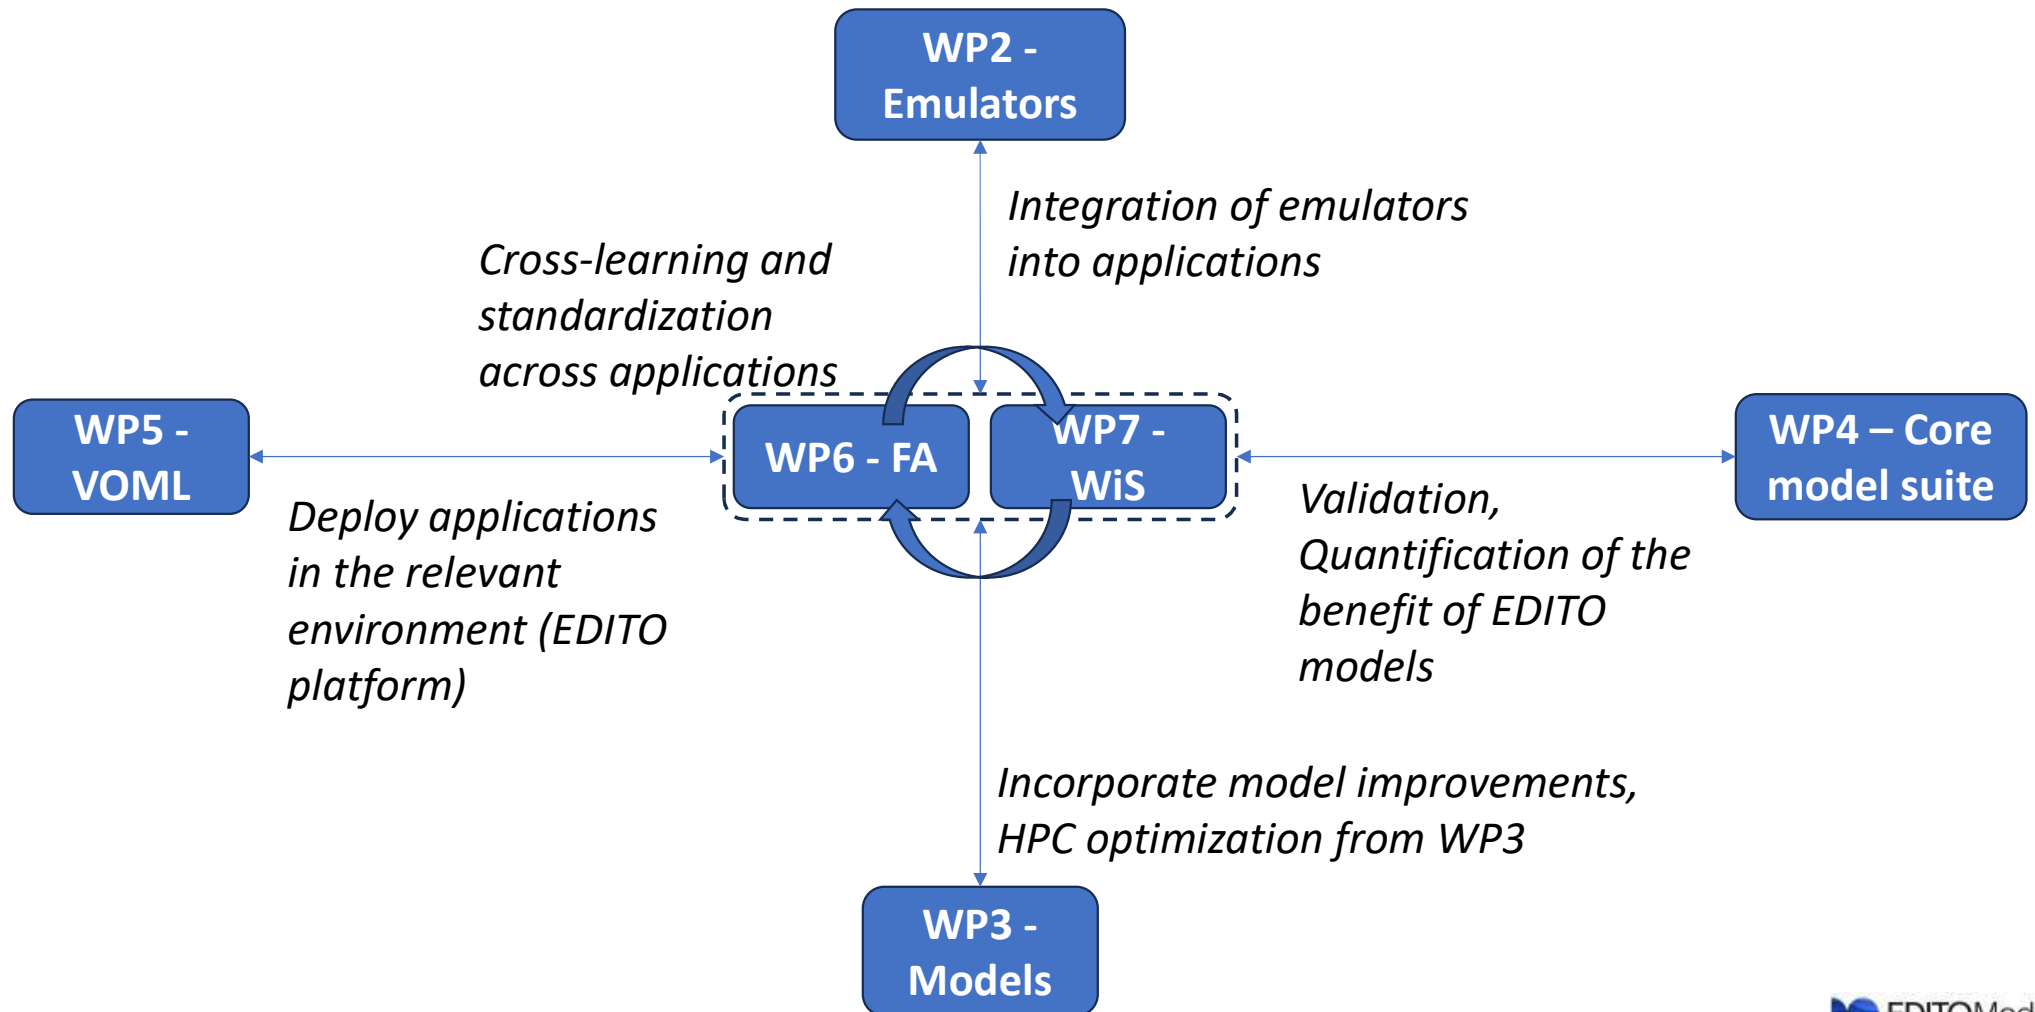 WP2 -
Emulators
Integration of emulators
into applications
Cross-learning and
standardization
across applications
WP5 -
VOML
WP6 - FA
WP7 -
WiS
WP4 – Core
model suite
Deploy applications
in the relevant
environment (EDITO
platform)
Validation,
Quantification of the
benefit of EDITO
models
Incorporate model improvements,
HPC optimization from WP3
WP3 -
Models